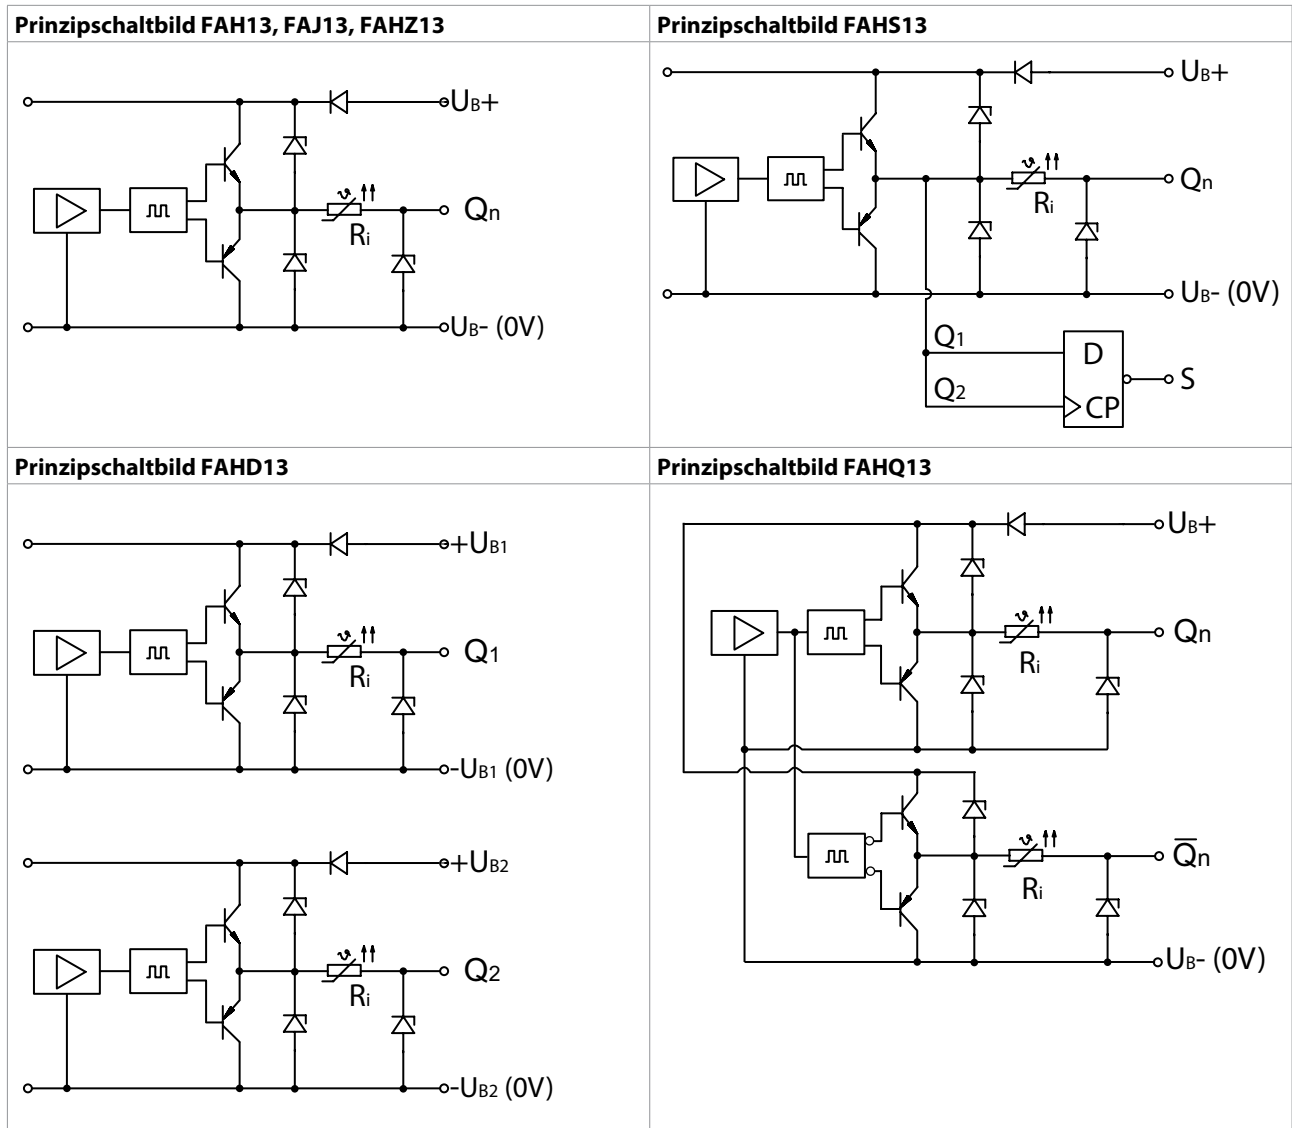 Prinzipschaltbild FAH13, FAJ13, FAHZ13
UB+
ϑ
Qn
Ri
UB- (0V)
Prinzipschaltbild FAHS13
UB+
ϑ
Qn
Ri
UB- (0V)
Q1
D
S
Q2
CP
Prinzipschaltbild FAHD13
+UB1
ϑ
Q1
Ri
-UB1 (0V)
+UB2
ϑ
Q2
Ri
-UB2 (0V)
Prinzipschaltbild FAHQ13
UB+
ϑ
Qn
Ri
ϑ
Q̅n
Ri
UB- (0V)